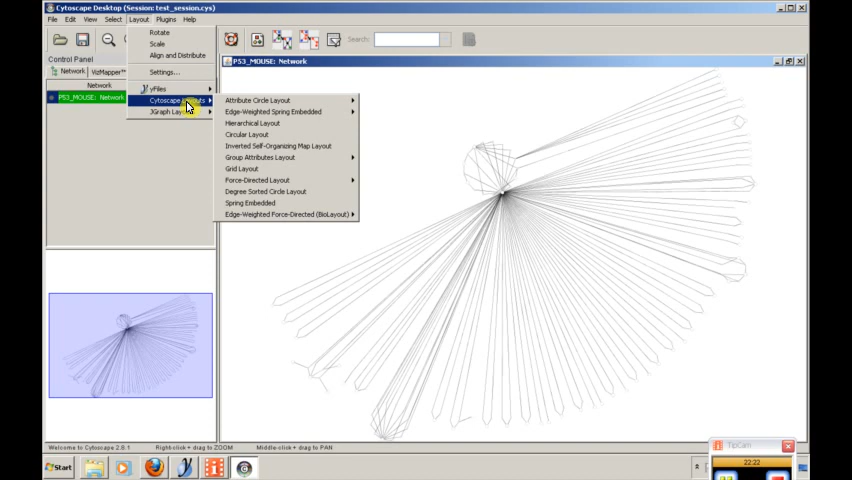 Cytoscape Desktop (Session: test_session.cys)
File Edit View Select Layout Plugins Help
Search:
Rotate
Scale
Align and Distribute
Settings...
yFiles
Cytoscape
JGraph
Control Panel
Network VizMapper™
Network
P53_MOUSE: Network
Attribute Circle Layout
Edge-Weighted Spring Embedded
Hierarchical Layout
Circular Layout
Inverted Self-Organizing Map Layout
Group Attributes Layout
Grid Layout
Force-Directed Layout
Degree Sorted Circle Layout
Spring Embedded
Edge-Weighted Force-Directed (BioLayout)
P53_MOUSE: Network
Welcome to Cytoscape 2.6.1 Right-click + drag to ZOOM Middle-click + drag to PAN
TipCam
22:22
Start